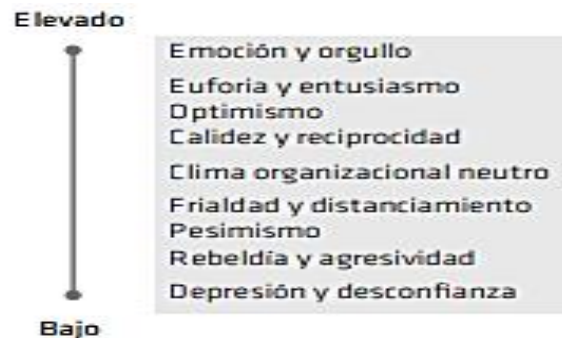 Elevado
Emoción y orgullo
Euforia y entusiasmo
Optimismo
Calidez y reciprocidad
Clima organizacional neutro
Frialdad y distanciamiento
Pesimismo
Rebeldía y agresividad
Depresión y desconfianza
Bajo